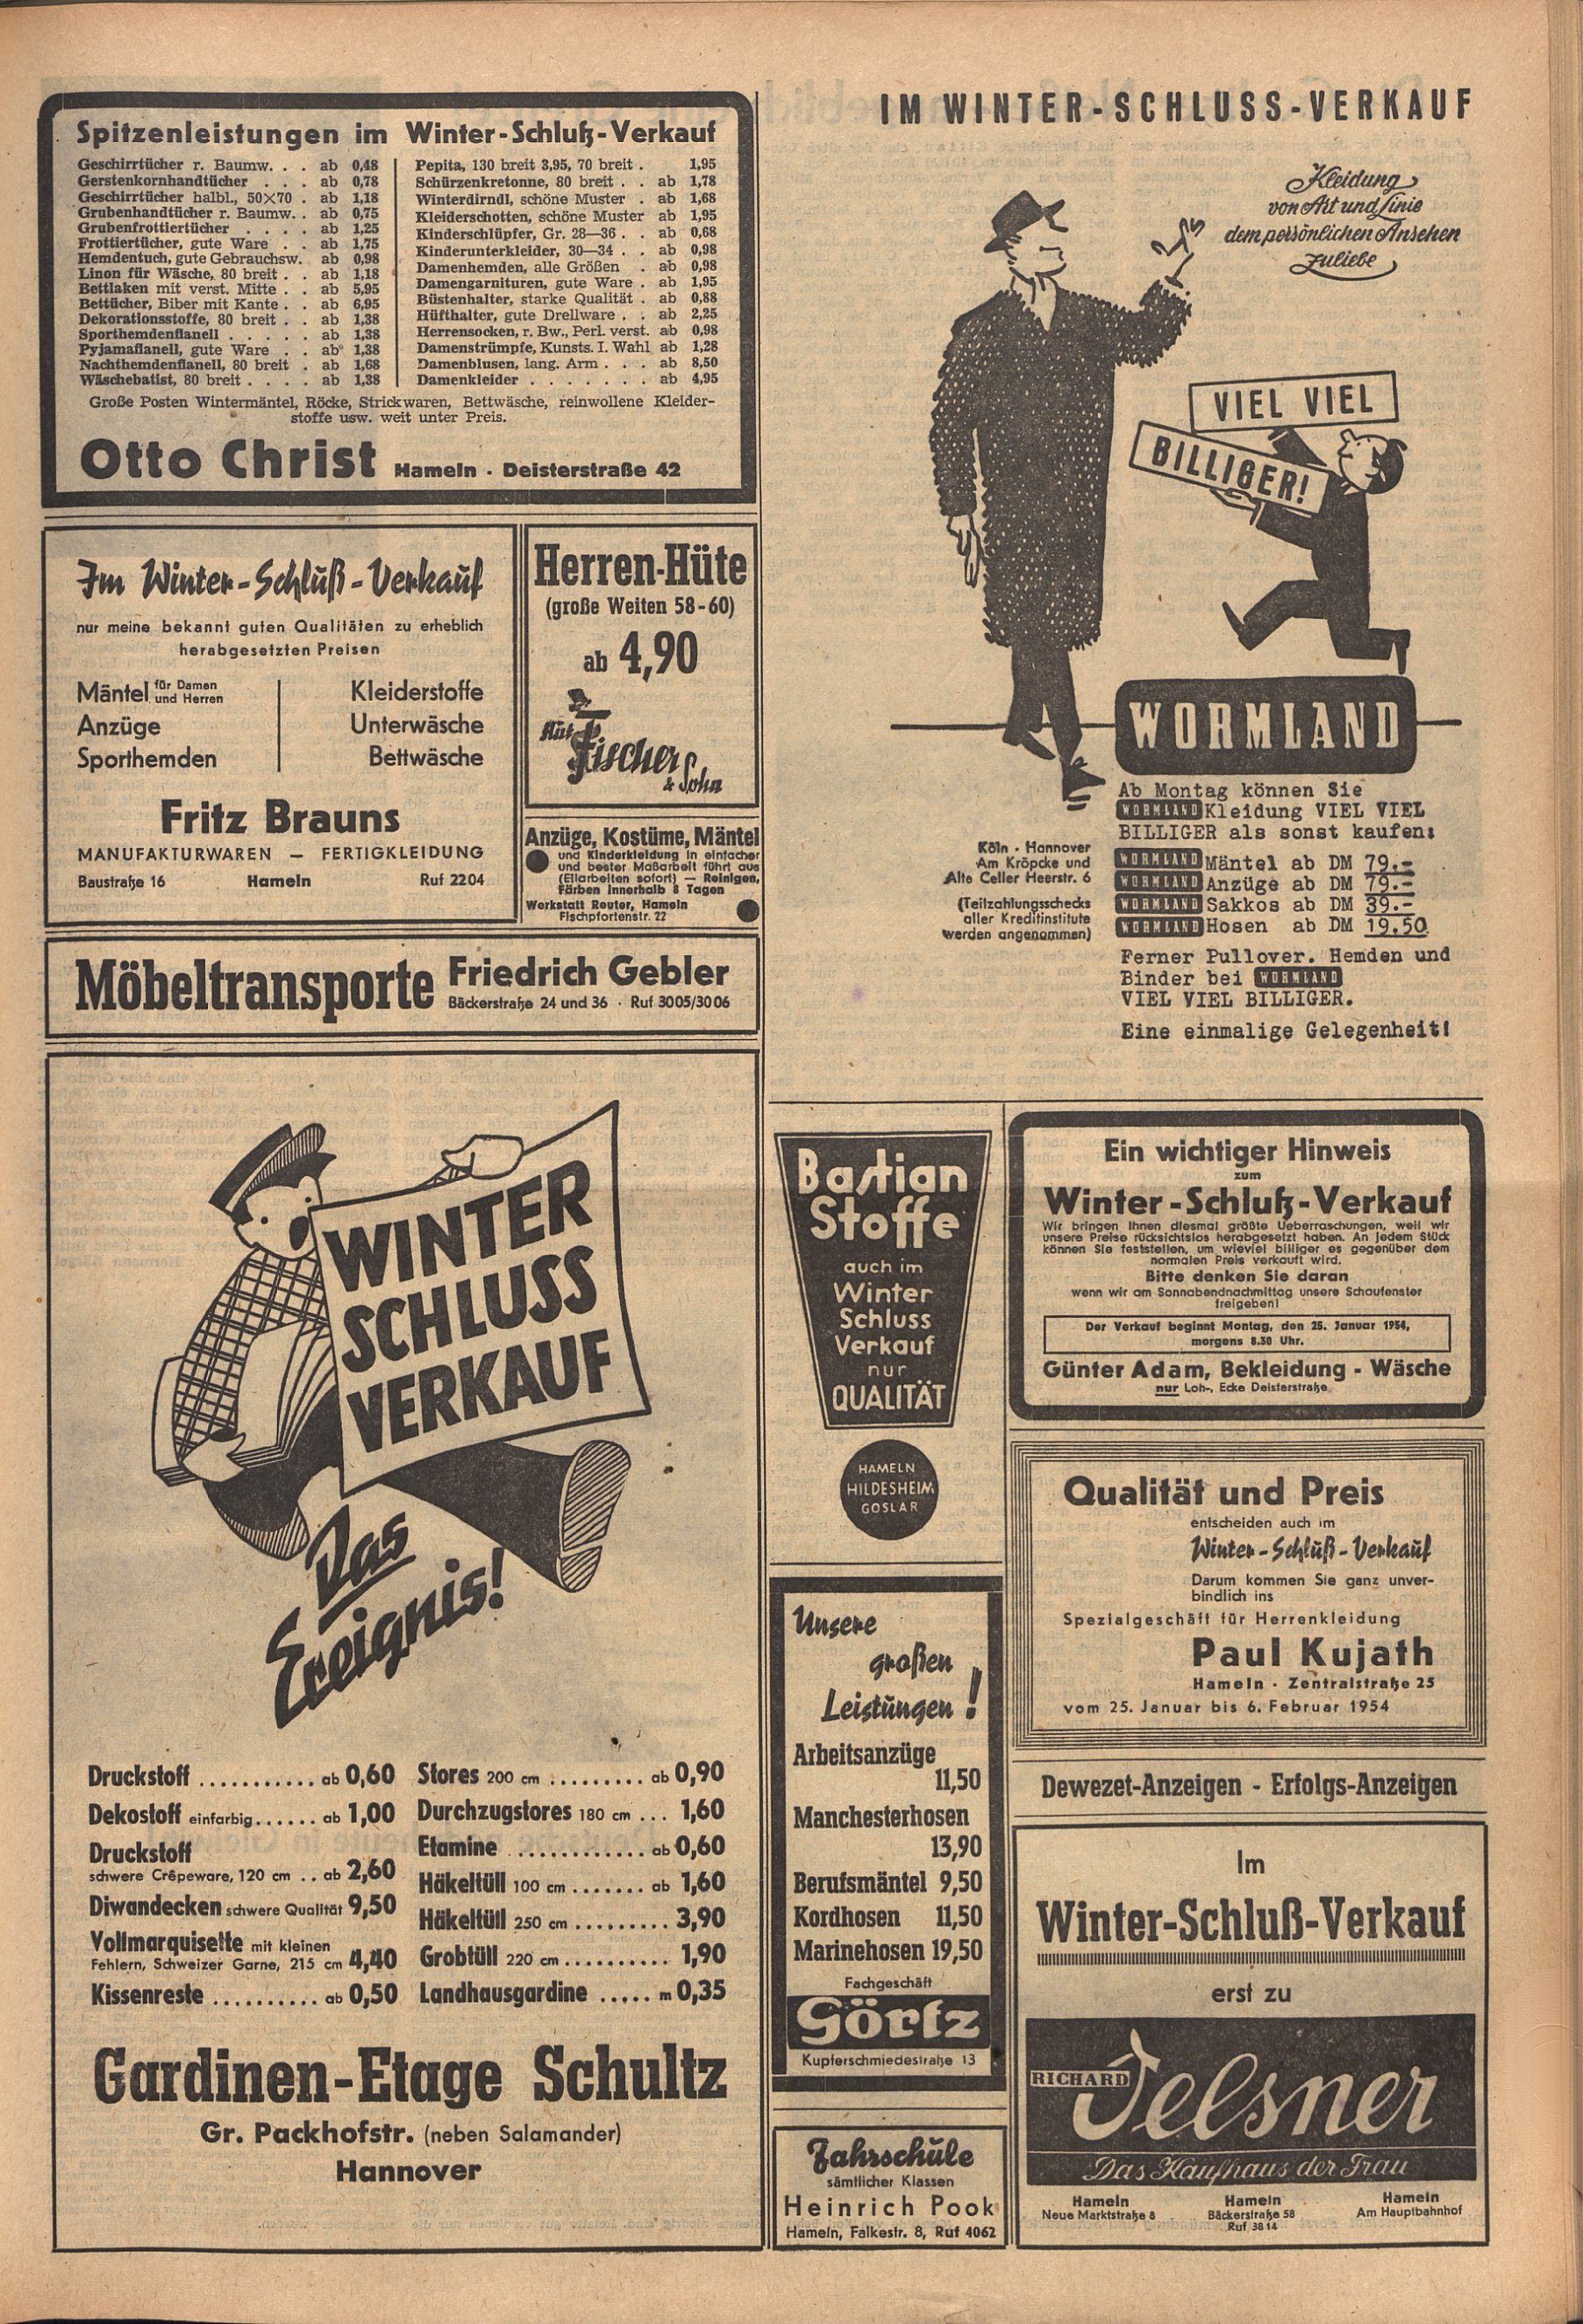 Spitzenleistungen im Winter-Schluß-Verkauf
Geschirrtücher r. Baumw. . . ab 0,48
Gerstenkornhandtücher . . . ab 0,78
Geschirrtücher halbl., 50×70 . ab 1,18
Grubenhandtücher r. Baumw. . ab 0,75
Grubenfrottiertücher . . . . ab 1,25
Frottiertücher, gute Ware . . ab 1,75
Hemdentuch, gute Gebrauchsw. ab 0,98
Linon für Wäsche, 80 breit . . ab 1,18
Bettlaken mit verst. Mitte . . ab 5,95
Bettücher, Biber mit Kante . . ab 6,95
Dekorationsstoffe, 80 breit . . ab 1,38
Sporthemdenflanell . . . . . ab 1,38
Pyjamaflanell, gute Ware . . ab 1,38
Nachthemdenflanell, 80 breit . ab 1,68
Wäschebatist, 80 breit . . . . ab 1,38
Pepita, 130 breit 3,95, 70 breit . 1,95
Schürzenkretonne, 80 breit . . ab 1,78
Winterdirndl, schöne Muster . ab 1,68
Kleiderschotten, schöne Muster ab 1,95
Kinderschlüpfer, Gr. 28—36 . . ab 0,68
Kinderunterkleider, 30—34 . . ab 0,98
Damenhemden, alle Größen . ab 0,98
Damengarnituren, gute Ware . ab 1,95
Büstenhalter, starke Qualität . ab 0,88
Hüfthalter, gute Drellware . . ab 2,25
Herrensocken, r. Bw., Perl. verst. ab 0,98
Damenstrümpfe, Kunsts. I. Wahl ab 1,28
Damenblusen, lang. Arm . . . ab 8,50
Damenkleider . . . . . . . ab 4,95
Große Posten Wintermäntel, Röcke, Strickwaren, Bettwäsche, reinwollene Kleider-
stoffe usw. weit unter Preis.
Otto Christ Hameln · Deisterstraße 42
Im Winter-Schluß-Verkauf
nur meine bekannt guten Qualitäten zu erheblich
herabgesetzten Preisen
Mäntel für Damen und Herren
Anzüge
Sporthemden
Kleiderstoffe
Unterwäsche
Bettwäsche
Fritz Brauns
MANUFAKTURWAREN — FERTIGKLEIDUNG
Baustraße 16 Hameln Ruf 2204
Herren-Hüte
(große Weiten 58-60)
ab 4,90
Hut
Fischer
& Sohn
Anzüge, Kostüme, Mäntel
und Kinderkleidung in einfacher
und bester Maßarbeit führt aus
(Eilarbeiten sofort) — Reinigen,
färben innerhalb 8 Tagen
Werkstatt Reuter, Hameln
Fischpfortenstr. 22
Möbeltransporte Friedrich Gebler
Bäckerstraße 24 und 36 · Ruf 3005/3006
WINTER
SCHLUSS
VERKAUF
Das
Ereignis!
Druckstoff ........... ab 0,60
Dekostoff einfarbig...... ab 1,00
Druckstoff
schwere Crêpeware, 120 cm .. ab 2,60
Diwandecken schwere Qualität 9,50
Vollmarquisette mit kleinen
Fehlern, Schweizer Garne, 215 cm 4,40
Kissenreste .......... ab 0,50
Stores 200 cm ......... ab 0,90
Durchzugstores 180 cm ... 1,60
Etamine ............. ab 0,60
Häkeltüll 100 cm ....... ab 1,60
Häkeltüll 250 cm ......... 3,90
Grobtüll 220 cm .......... 1,90
Landhausgardine ..... m 0,35
Gardinen-Etage Schultz
Gr. Packhofstr. (neben Salamander)
Hannover
IM WINTER-SCHLUSS-VERKAUF
Kleidung
von Art und Linie
dem persönlichen Ansehen
zuliebe
VIEL VIEL
BILLIGER!
WORMLAND
Ab Montag können Sie
WORMLAND Kleidung VIEL VIEL
BILLIGER als sonst kaufen:
WORMLAND Mäntel ab DM 79.-
WORMLAND Anzüge ab DM 79.-
WORMLAND Sakkos ab DM 39.-
WORMLAND Hosen ab DM 19.50
Ferner Pullover. Hemden und
Binder bei WORMLAND
VIEL VIEL BILLIGER.
Eine einmalige Gelegenheit!
Köln · Hannover
Am Kröpcke und
Alte Celler Heerstr. 6
(Teilzahlungsschecks
aller Kreditinstitute
werden angenommen)
Bastian
Stoffe
auch im
Winter
Schluss
Verkauf
nur
QUALITÄT
HAMELN
HILDESHEIM
GOSLAR
Ein wichtiger Hinweis
zum
Winter-Schluß-Verkauf
Wir bringen Ihnen diesmal größte Ueberraschungen, weil wir
unsere Preise rücksichtslos herabgesetzt haben. An jedem Stück
können Sie feststellen, um wieviel billiger es gegenüber dem
normalen Preis verkauft wird.
Bitte denken Sie daran
wenn wir am Sonnabendnachmittag unsere Schaufenster
freigeben!
Der Verkauf beginnt Montag, den 25. Januar 1954,
morgens 8.30 Uhr.
Günter Adam, Bekleidung - Wäsche
nur Loh-, Ecke Deisterstraße
Qualität und Preis
entscheiden auch im
Winter-Schluß-Verkauf
Darum kommen Sie ganz unver-
bindlich ins
Spezialgeschäft für Herrenkleidung
Paul Kujath
Hameln · Zentralstraße 25
vom 25. Januar bis 6. Februar 1954
Unsere
großen
Leistungen!
Arbeitsanzüge
11,50
Manchesterhosen
13,90
Berufsmäntel 9,50
Kordhosen 11,50
Marinehosen 19,50
Fachgeschäft
Görtz
Kupferschmiedestraße 13
Dewezet-Anzeigen - Erfolgs-Anzeigen
Im
Winter-Schluß-Verkauf
erst zu
RICHARD Jelsner
Das Kaufhaus der Frau
Hameln
Neue Marktstraße 8
Hameln
Bäckerstraße 58
Ruf 3814
Hameln
Am Hauptbahnhof
Fahrschule
sämtlicher Klassen
Heinrich Pook
Hameln, Falkestr. 8, Ruf 4062